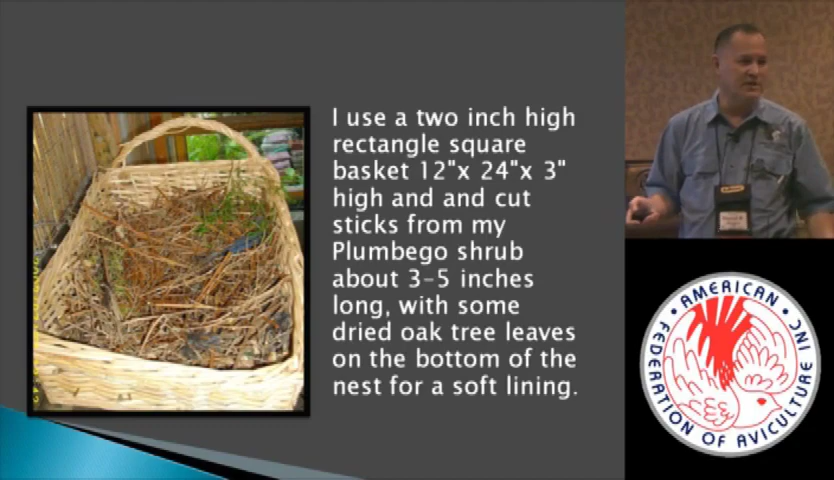 I use a two inch high
rectangle square
basket 12"x 24"x 3"
high and and cut
sticks from my
Plumbego shrub
about 3-5 inches
long, with some
dried oak tree leaves
on the bottom of the
nest for a soft lining.
• AMERICAN •
FEDERATION OF AVICULTURE INC